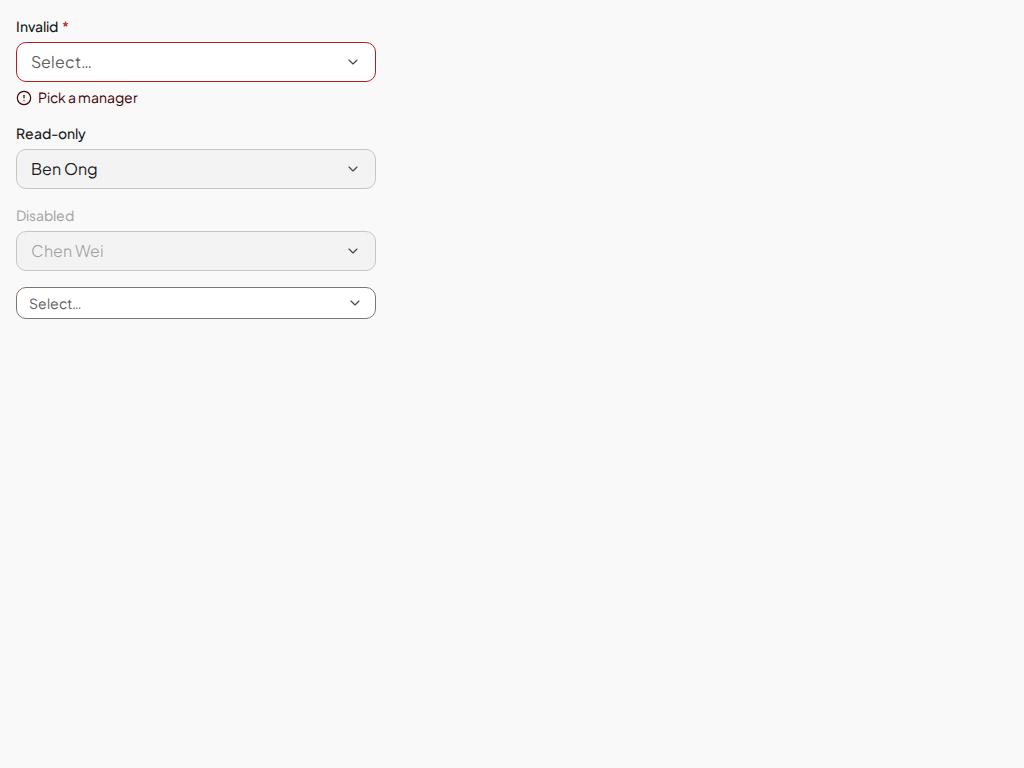 Invalid *
Select...
Pick a manager
Read-only
Ben Ong
Disabled
Chen Wei
Select...